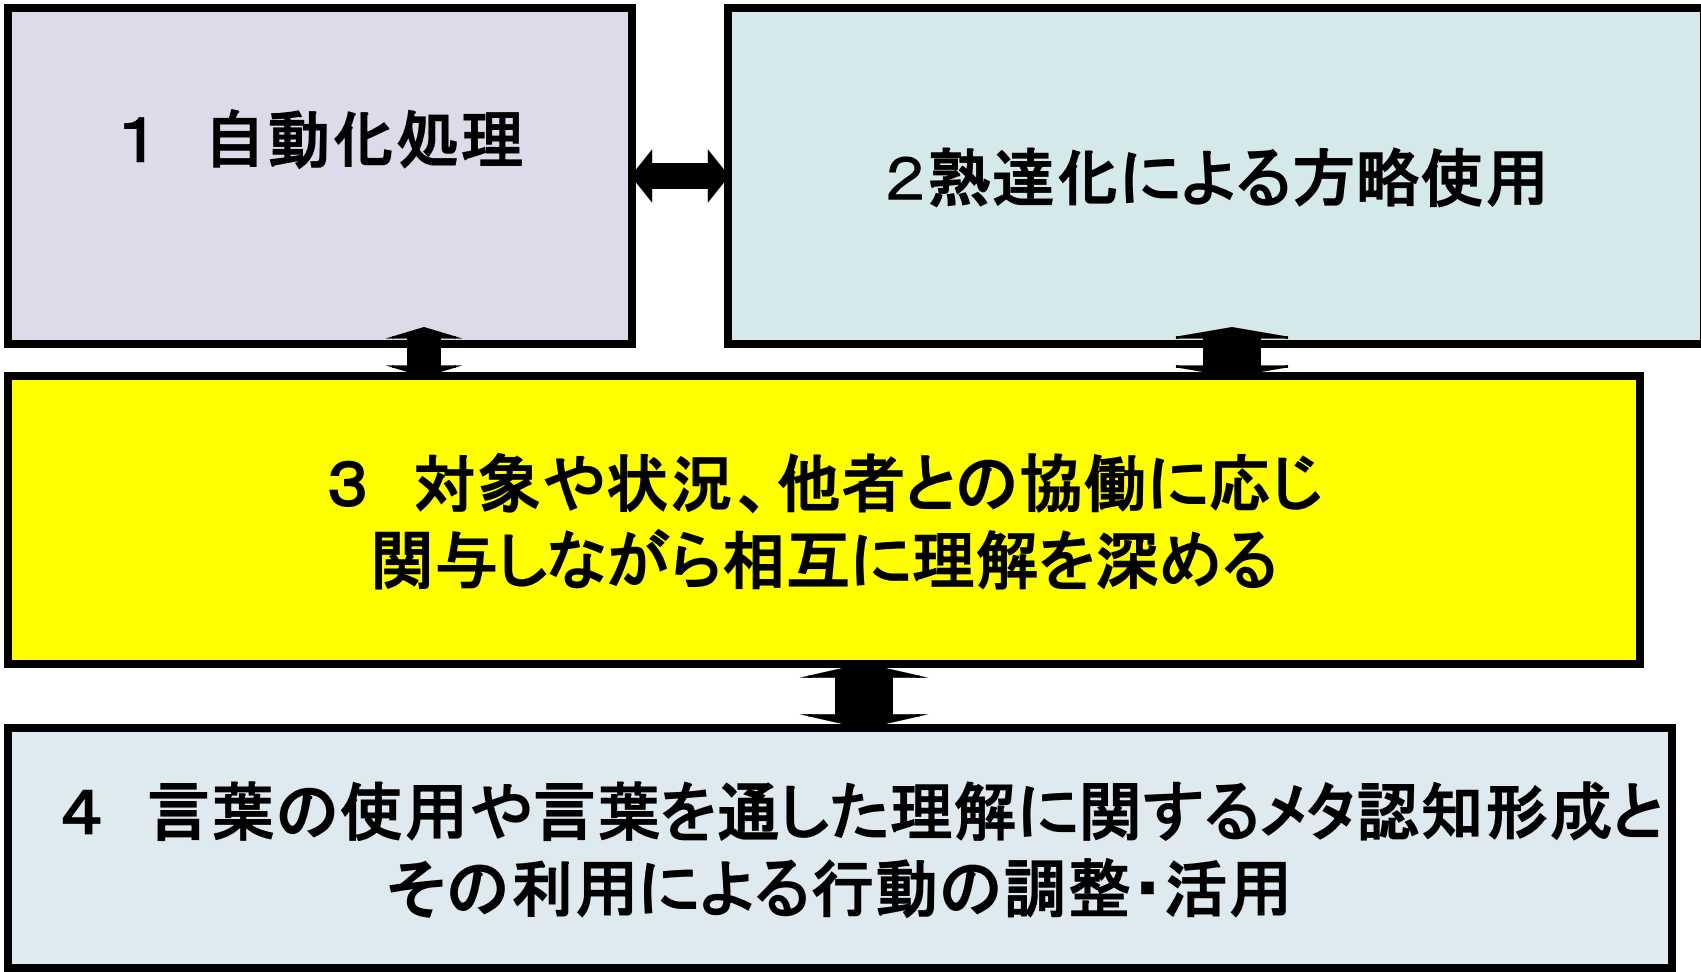 １　自動化処理
２熟達化による方略使用
３　対象や状況、他者との協働に応じ
関与しながら相互に理解を深める
４　言葉の使用や言葉を通した理解に関するメタ認知形成と
その利用による行動の調整・活用